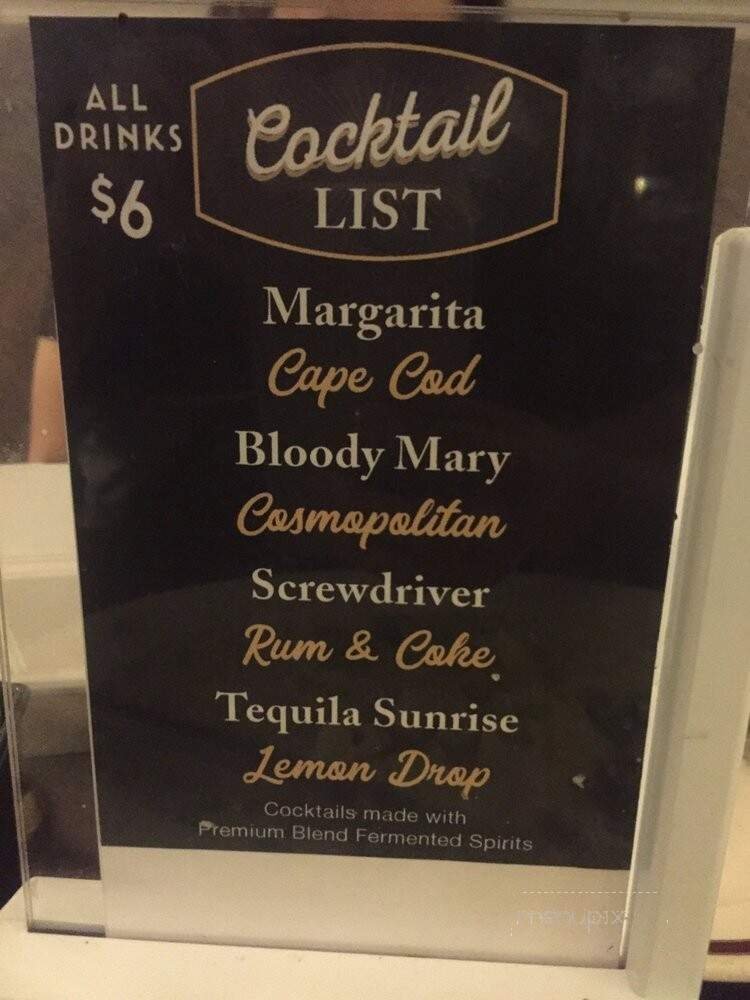 ALL
DRINKS
$6
Cocktail
LIST
Margarita
Cape Cod
Bloody Mary
Cosmopolitan
Screwdriver
Rum & Coke
Tequila Sunrise
Lemon Drop
Cocktails made with
Premium Blend Fermented Spirits
menupix